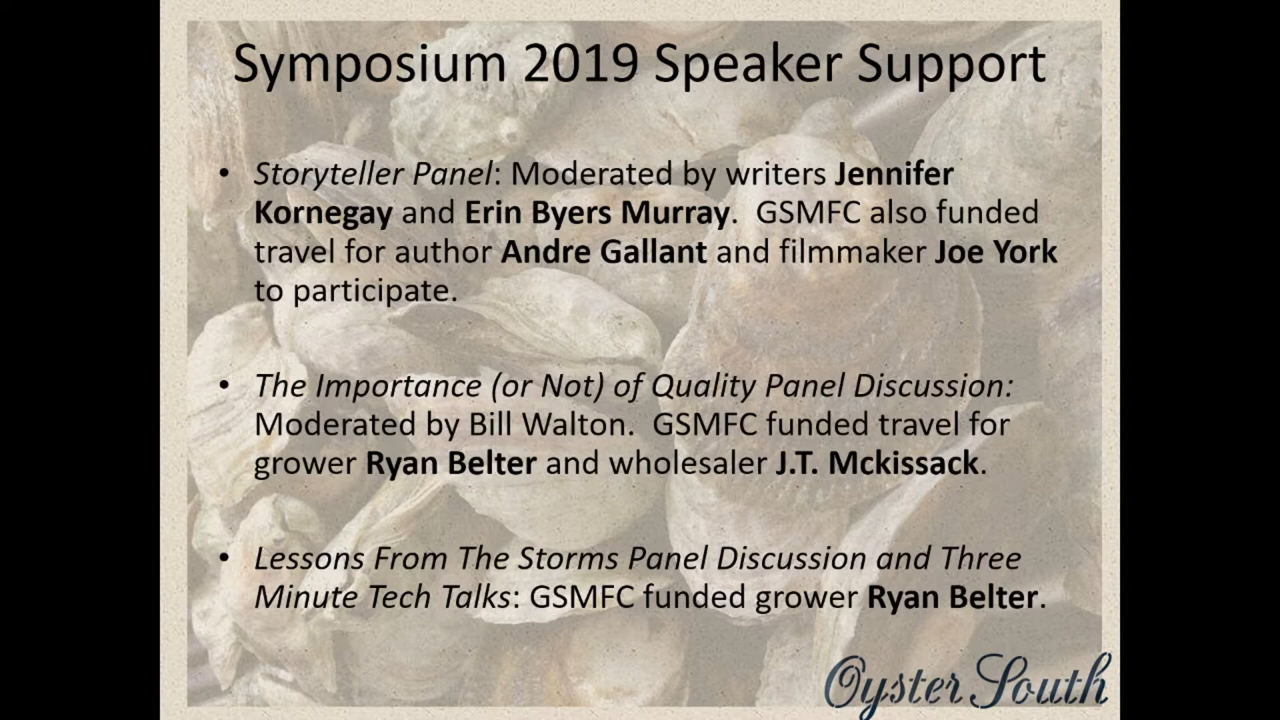 Symposium 2019 Speaker Support
• Storyteller Panel: Moderated by writers Jennifer
Kornegay and Erin Byers Murray.  GSMFC also funded
travel for author Andre Gallant and filmmaker Joe York
to participate.
• The Importance (or Not) of Quality Panel Discussion:
Moderated by Bill Walton.  GSMFC funded travel for
grower Ryan Belter and wholesaler J.T. Mckissack.
• Lessons From The Storms Panel Discussion and Three
Minute Tech Talks: GSMFC funded grower Ryan Belter.
Oyster South